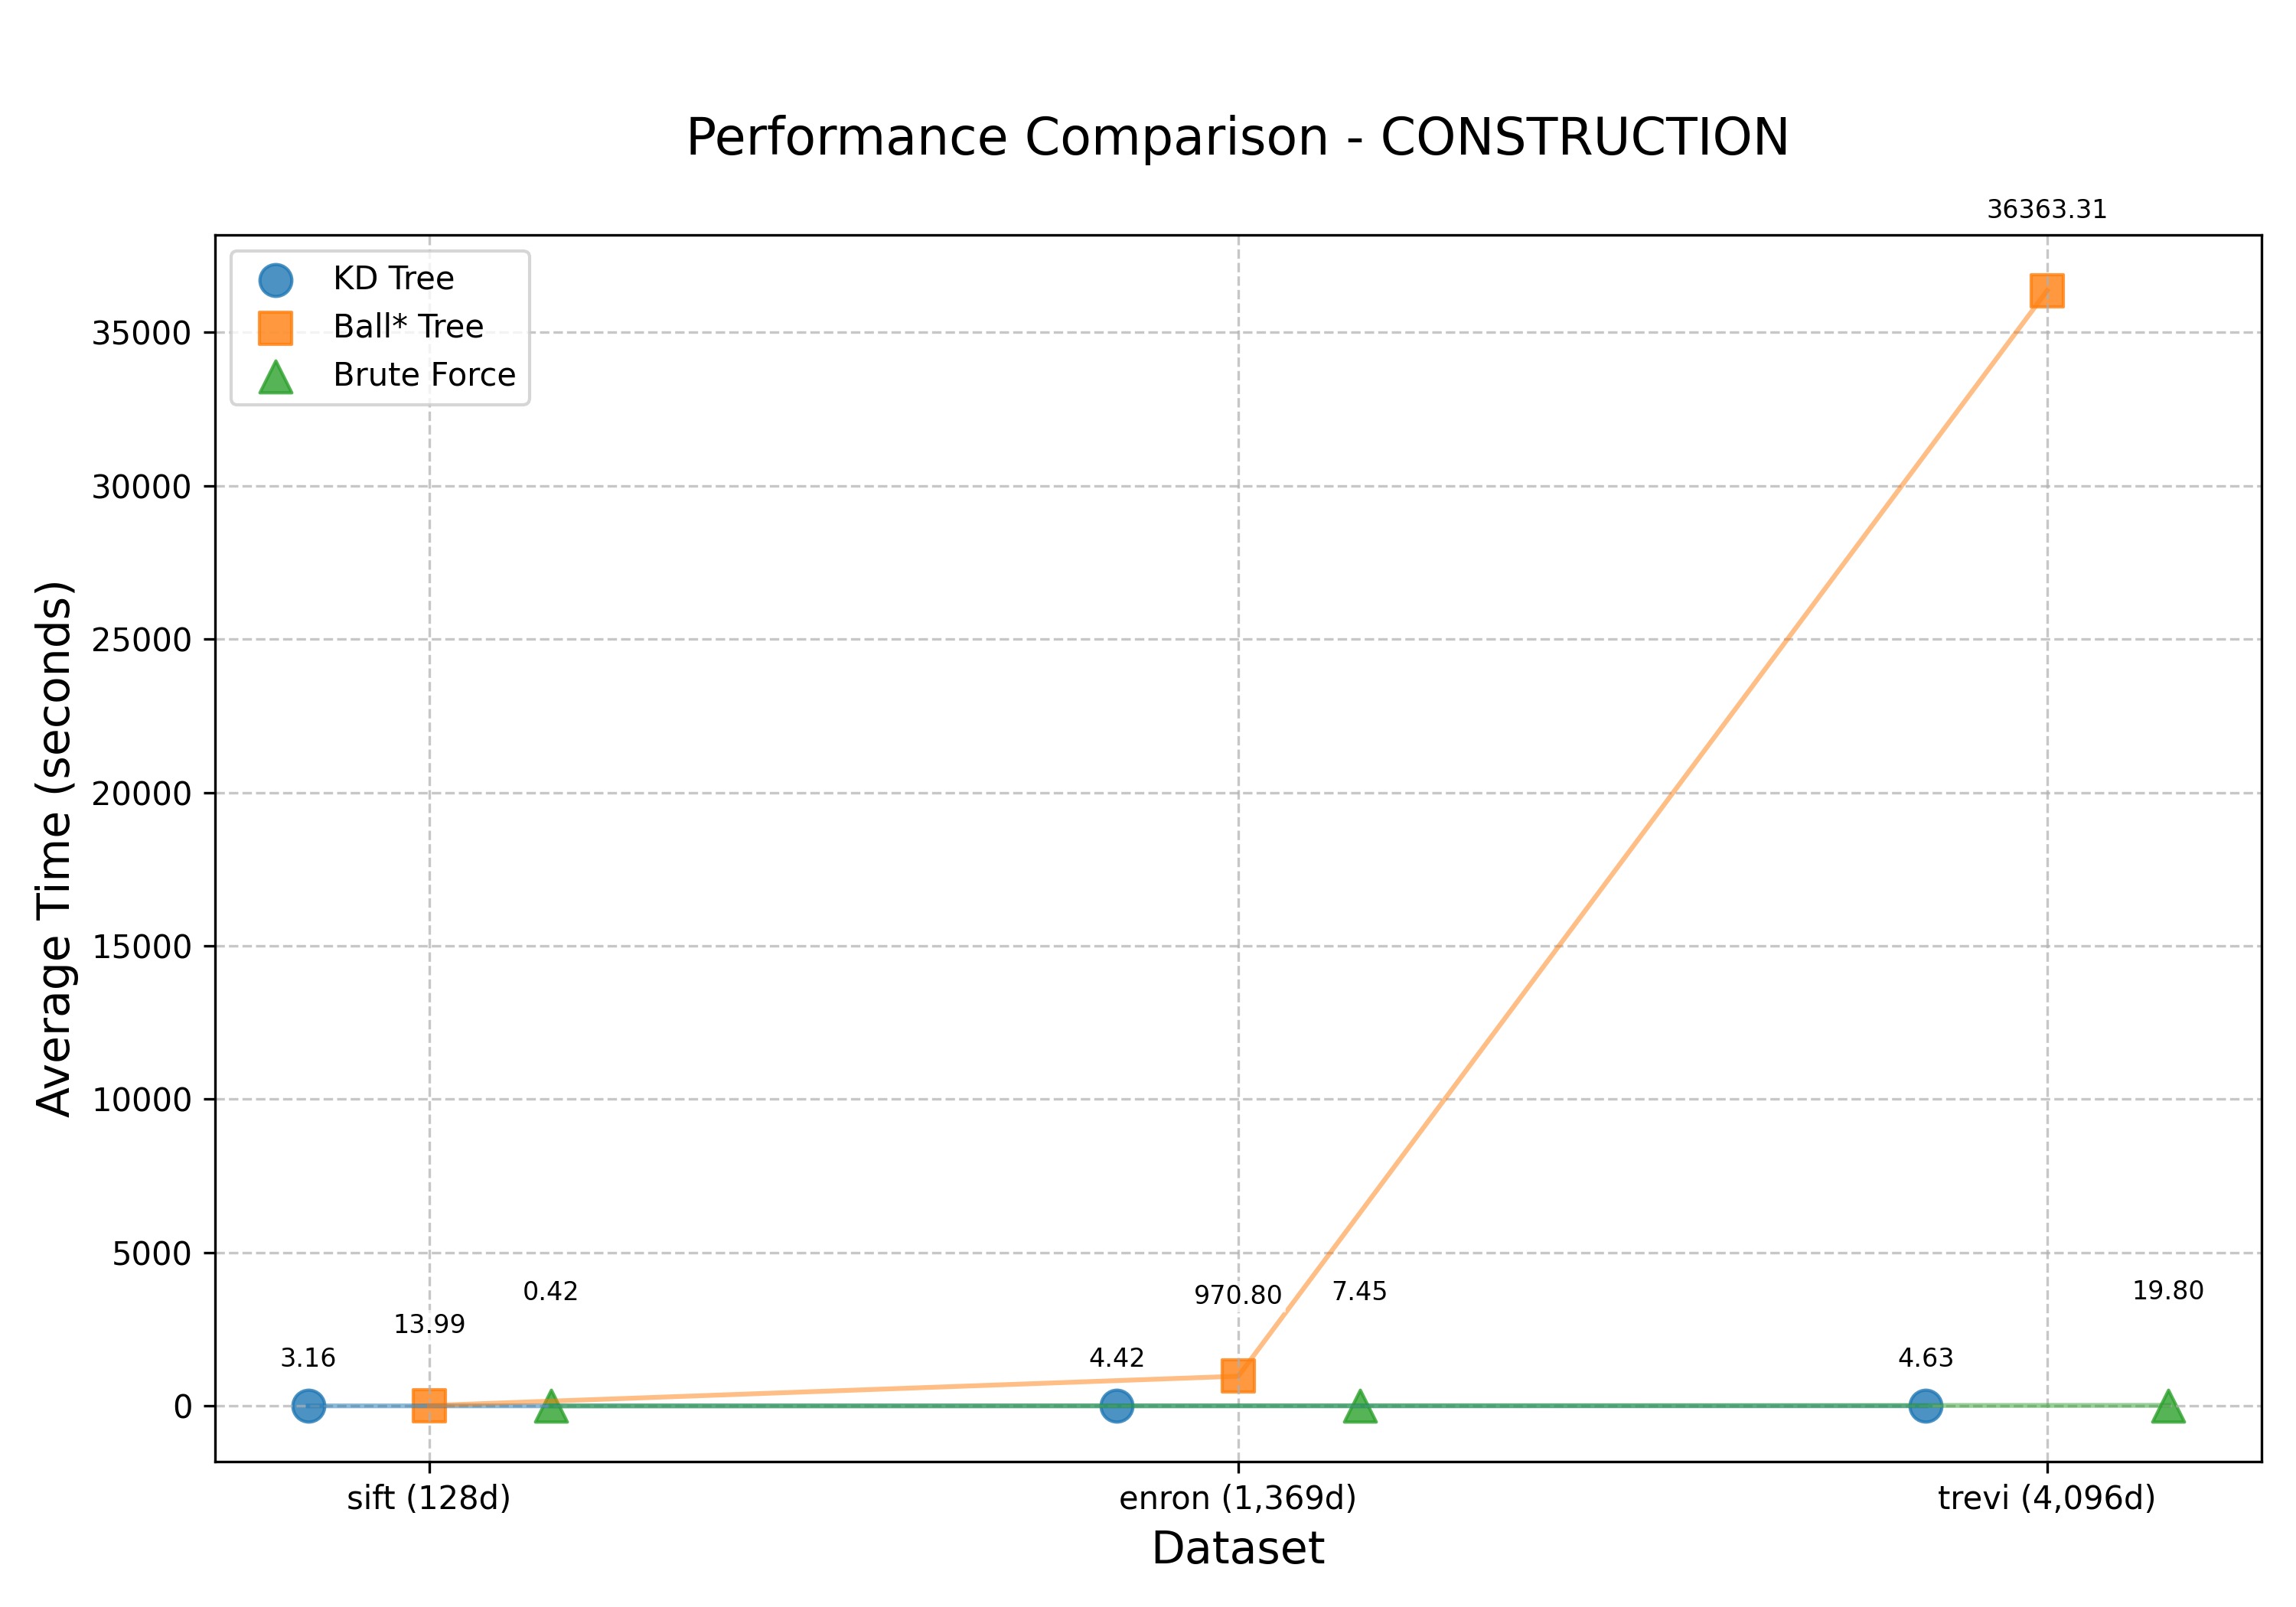 Performance Comparison - CONSTRUCTION
36363.31
KD Tree
Ball* Tree
Brute Force
35000
30000
25000
20000
15000
10000
5000
0
Average Time (seconds)
3.16
13.99
0.42
4.42
970.80
7.45
4.63
19.80
sift (128d)
enron (1,369d)
trevi (4,096d)
Dataset